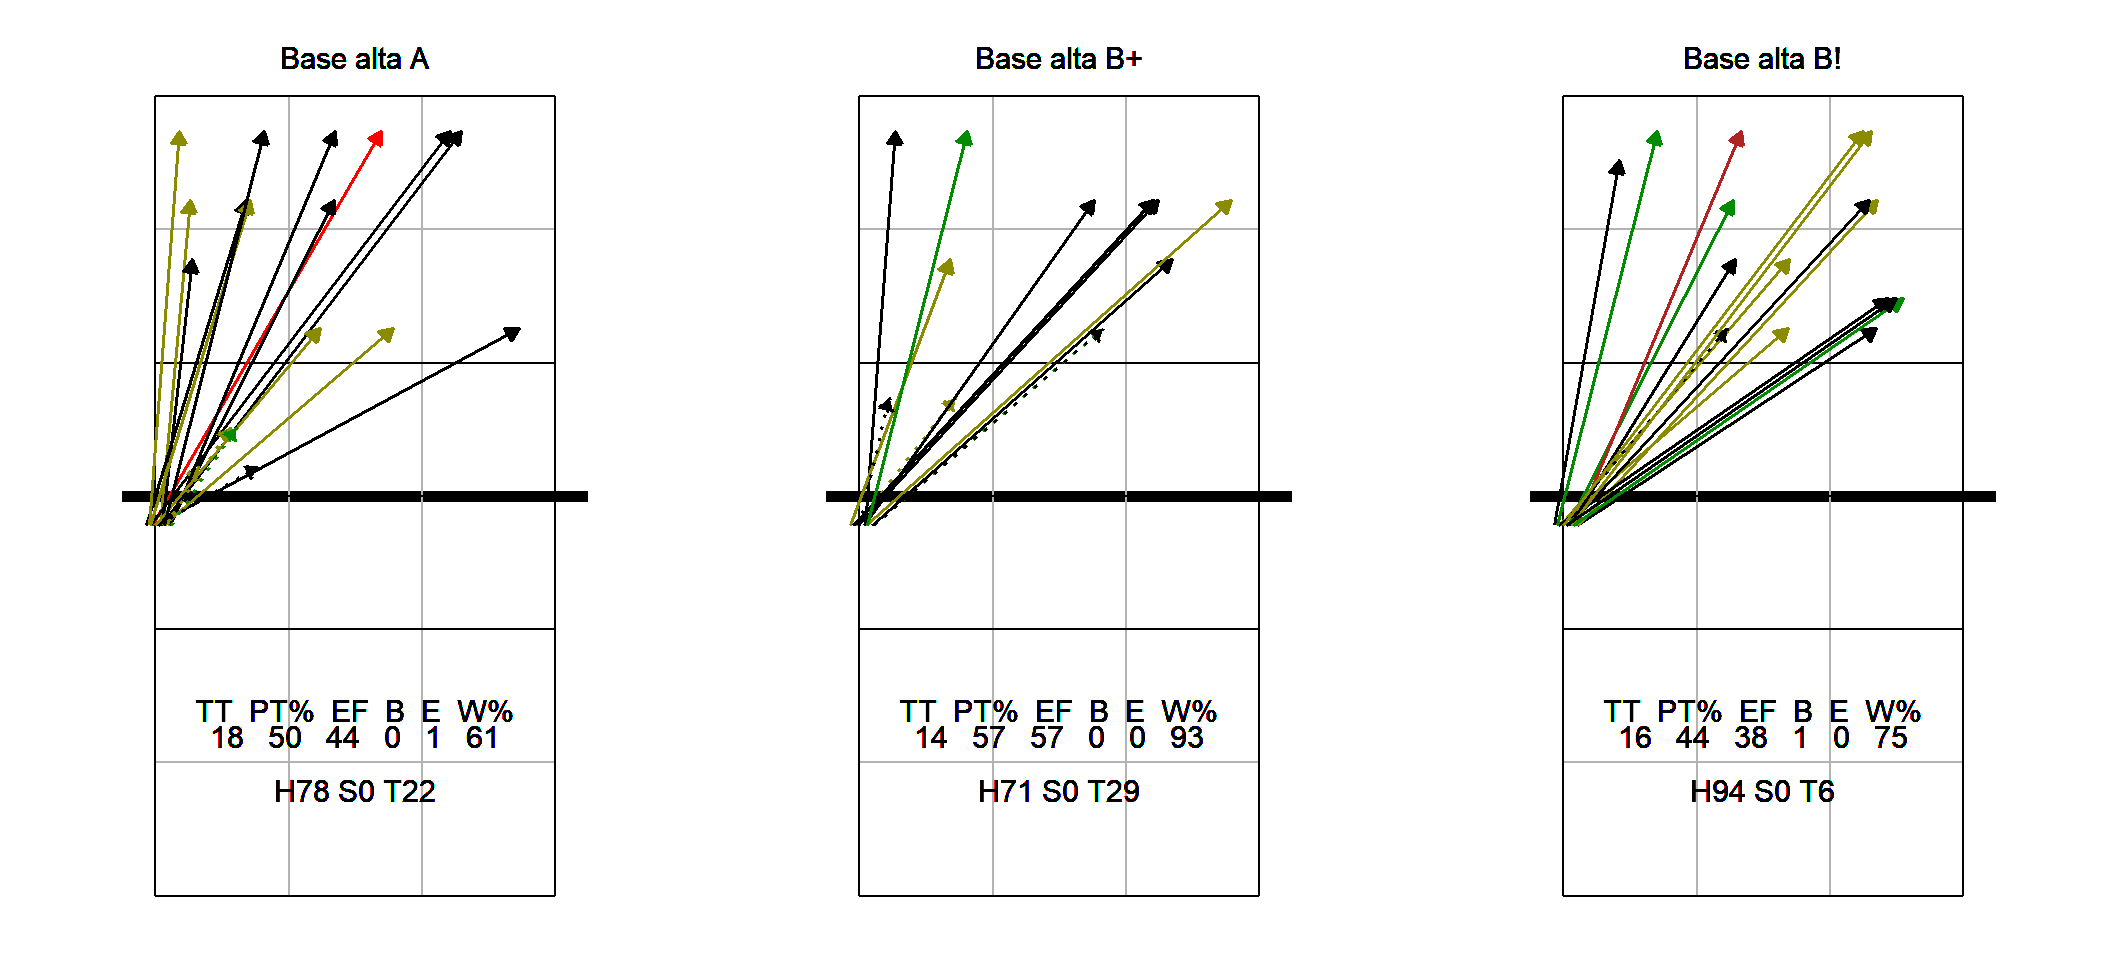 Base alta A
TT PT% EF B E W%
18 50 44 0 1 61
H78 S0 T22
Base alta B+
TT PT% EF B E W%
14 57 57 0 0 93
H71 S0 T29
Base alta B!
TT PT% EF B E W%
16 44 38 1 0 75
H94 S0 T6